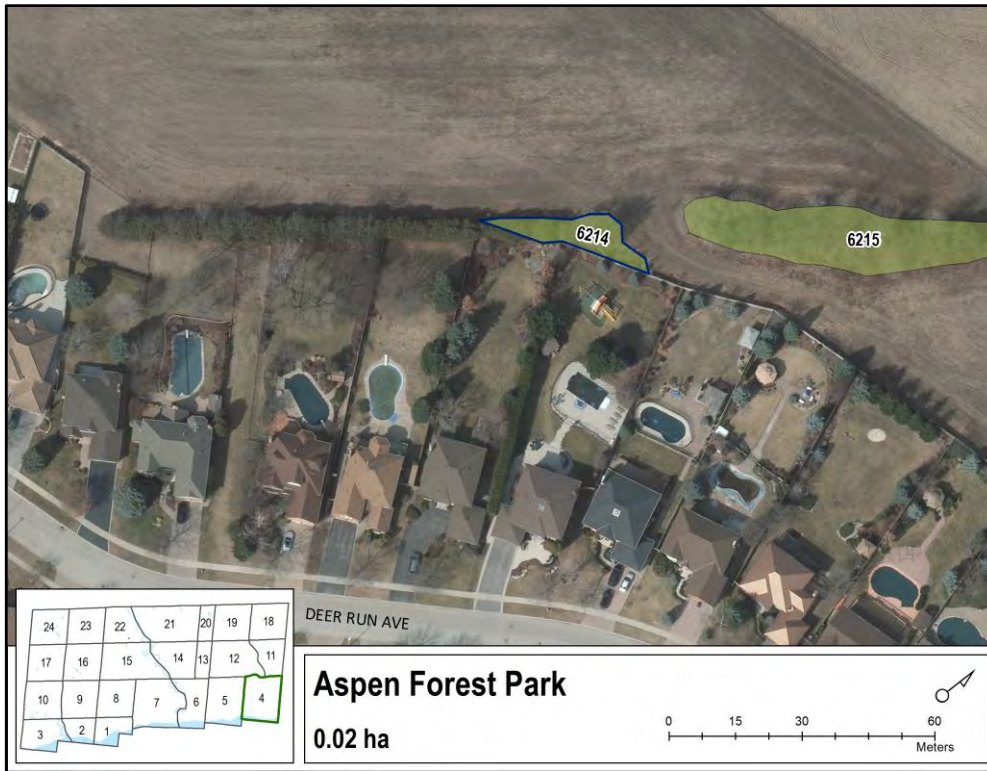 6214
6215
DEER RUN AVE
24 23 22 21 20 19 18
17 16 15 14 13 12 11
10 9 8 7 6 5 4
3 2 1
Aspen Forest Park
0.02 ha
0 15 30 60
Meters